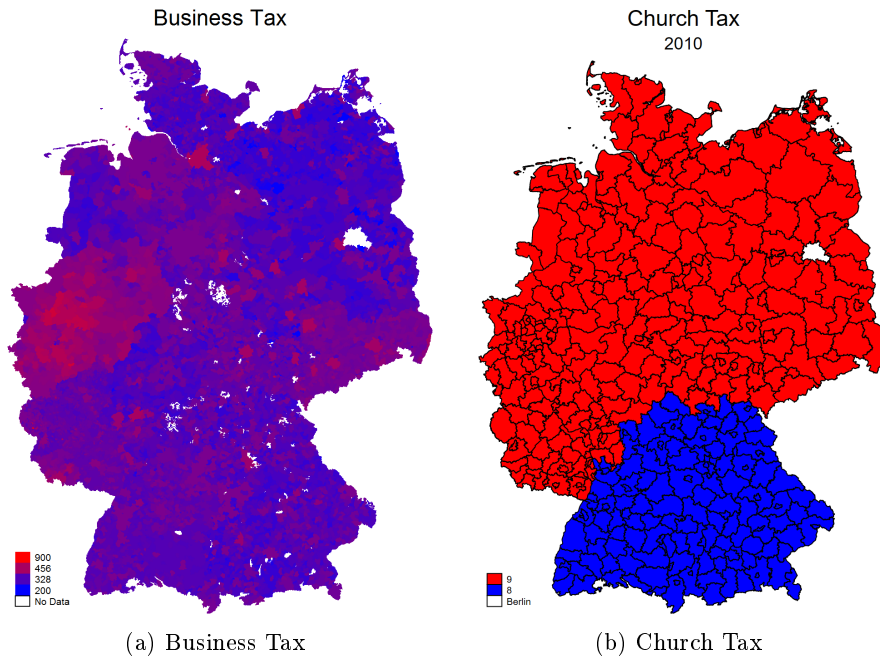 Business Tax
900
456
328
200
No Data
(a) Business Tax
Church Tax
2010
9
8
Berlin
(b) Church Tax